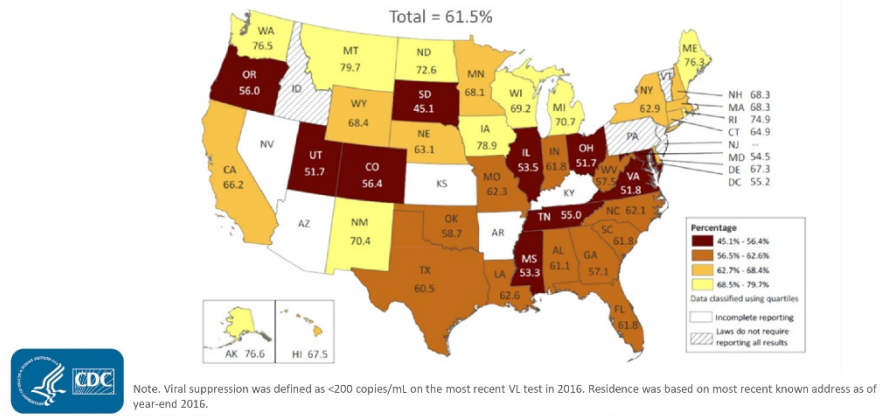 Total = 61.5%
WA
76.5
MT
79.7
ND
72.6
MN
68.1
ME
76.3
VT
OR
56.0
ID
SD
45.1
WI
69.2
NY
62.9
NH 68.3
MA 68.3
RI 74.9
CT 64.9
NJ --
MD 54.5
DE 67.3
DC 55.2
WY
68.4
MI
70.7
IA
78.9
PA
NE
63.1
NV
UT
51.7
CO
56.4
IL
53.5
IN
61.8
OH
51.7
WV
57.5
VA
51.8
CA
66.2
KS
MO
62.3
KY
NC 62.1
TN 55.0
AZ
NM
70.4
OK
58.7
AR
SC
61.8
MS
53.3
AL
61.1
GA
57.1
TX
60.5
LA
62.6
FL
61.8
AK 76.6
HI 67.5
Percentage
45.1% - 56.4%
56.5% - 62.6%
62.7% - 68.4%
68.5% - 79.7%
Data classified using quartiles
Incomplete reporting
Laws do not require
reporting all results
CDC
Note. Viral suppression was defined as <200 copies/mL on the most recent VL test in 2016. Residence was based on most recent known address as of
year-end 2016.